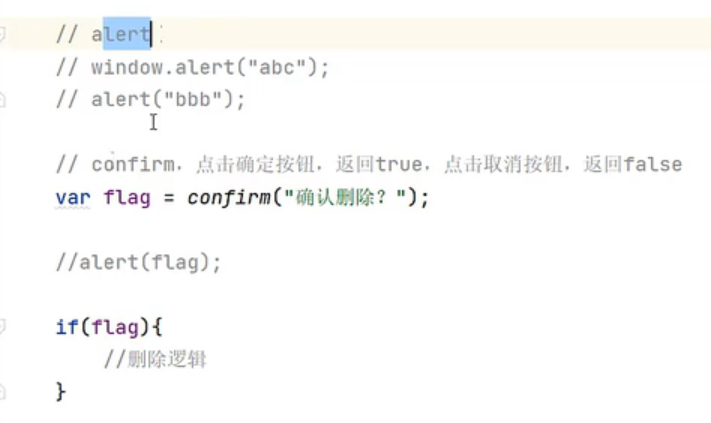 // alert
// window.alert("abc");
// alert("bbb");
// confirm，点击确定按钮，返回true，点击取消按钮，返回false
var flag = confirm("确认删除？");
//alert(flag);
if(flag){
//删除逻辑
}